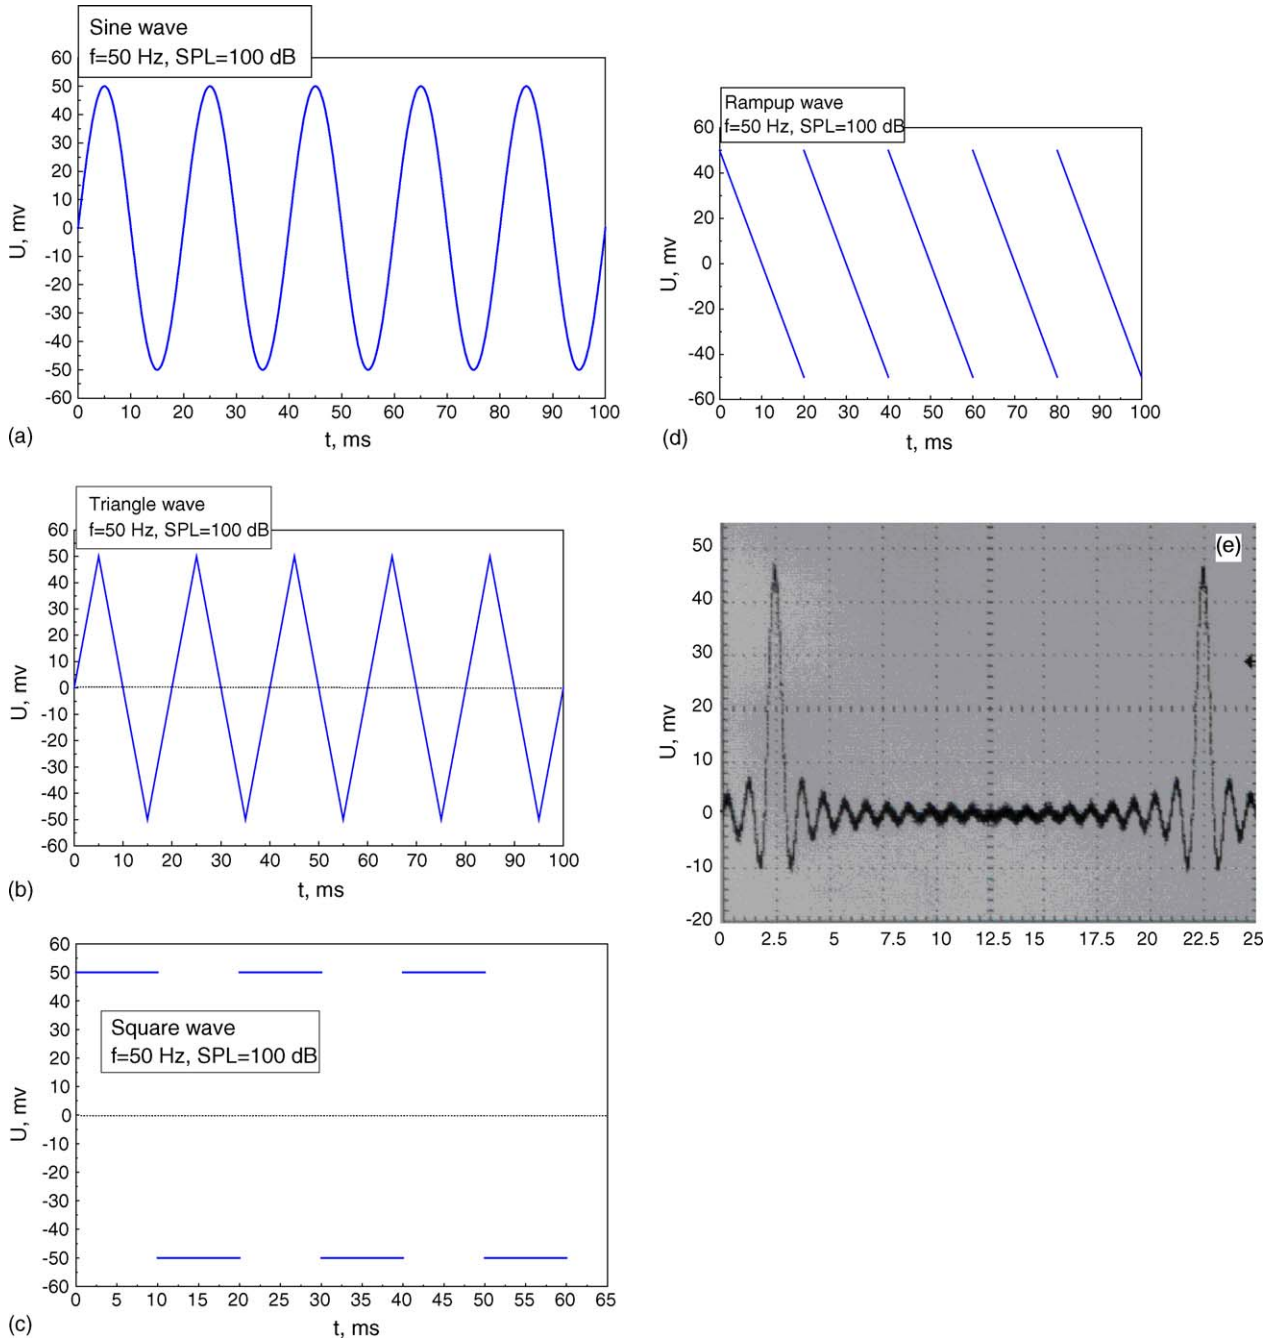 Sine wave
f=50 Hz, SPL=100 dB
60
50
40
30
20
10
0
-10
-20
-30
-40
-50
-60
U, mv
0 10 20 30 40 50 60 70 80 90 100
t, ms
(a)
Triangle wave
f=50 Hz, SPL=100 dB
60
50
40
30
20
10
0
-10
-20
-30
-40
-50
-60
U, mv
0 10 20 30 40 50 60 70 80 90 100
t, ms
(b)
60
50
40
30
20
10
0
-10
-20
-30
-40
-50
-60
U, mv
Square wave
f=50 Hz, SPL=100 dB
0 5 10 15 20 25 30 35 40 45 50 55 60 65
t, ms
(c)
Rampup wave
f=50 Hz, SPL=100 dB
60
40
20
0
-20
-40
-60
U, mv
0 10 20 30 40 50 60 70 80 90 100
t, ms
(d)
(e)
50
40
30
20
10
0
-10
-20
U, mv
0 2.5 5 7.5 10 12.5 15 17.5 20 22.5 25